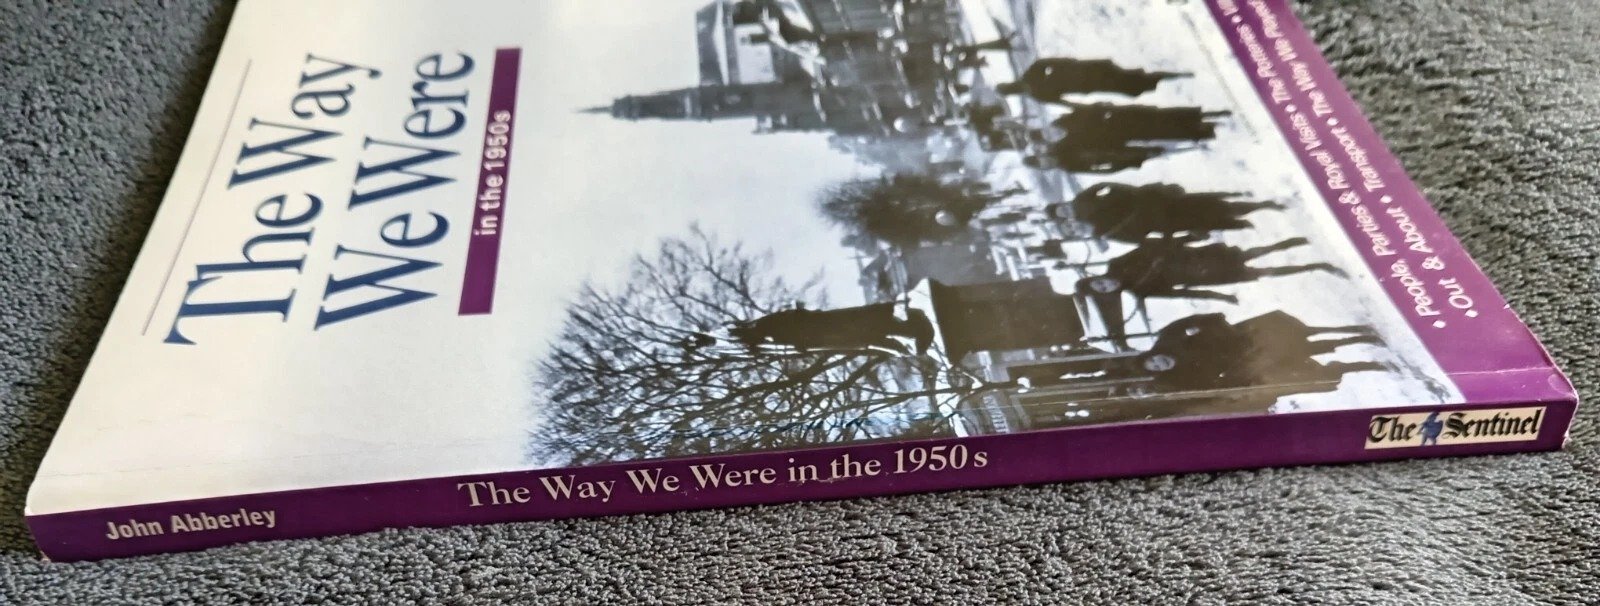 The Way
We Were
in the 1950s
• People, Parties & Royal Visits • The Potteries •
• Out & About • Transport • The Way We Played
John Abberley
The Way We Were in the 1950s
The Sentinel